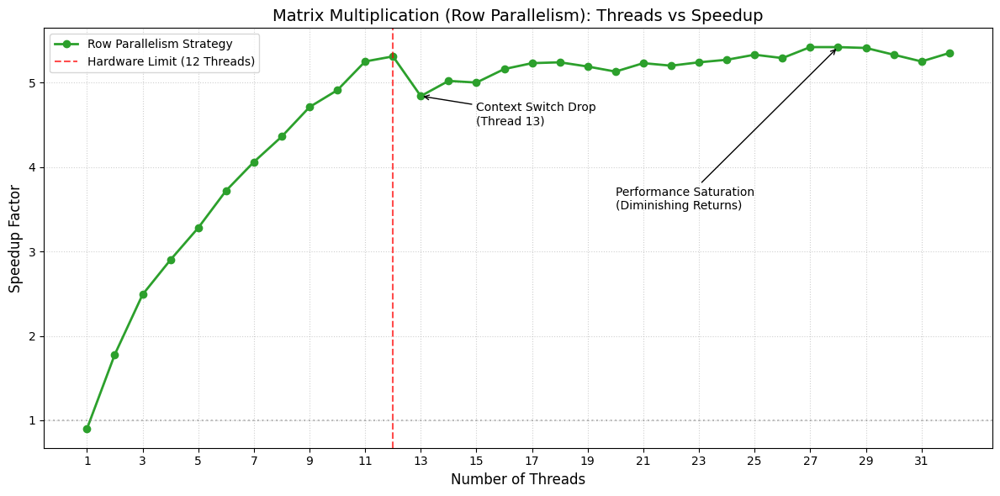 Matrix Multiplication (Row Parallelism): Threads vs Speedup
Row Parallelism Strategy
Hardware Limit (12 Threads)
Speedup Factor
5
4
3
2
1
Context Switch Drop
(Thread 13)
Performance Saturation
(Diminishing Returns)
1 3 5 7 9 11 13 15 17 19 21 23 25 27 29 31
Number of Threads